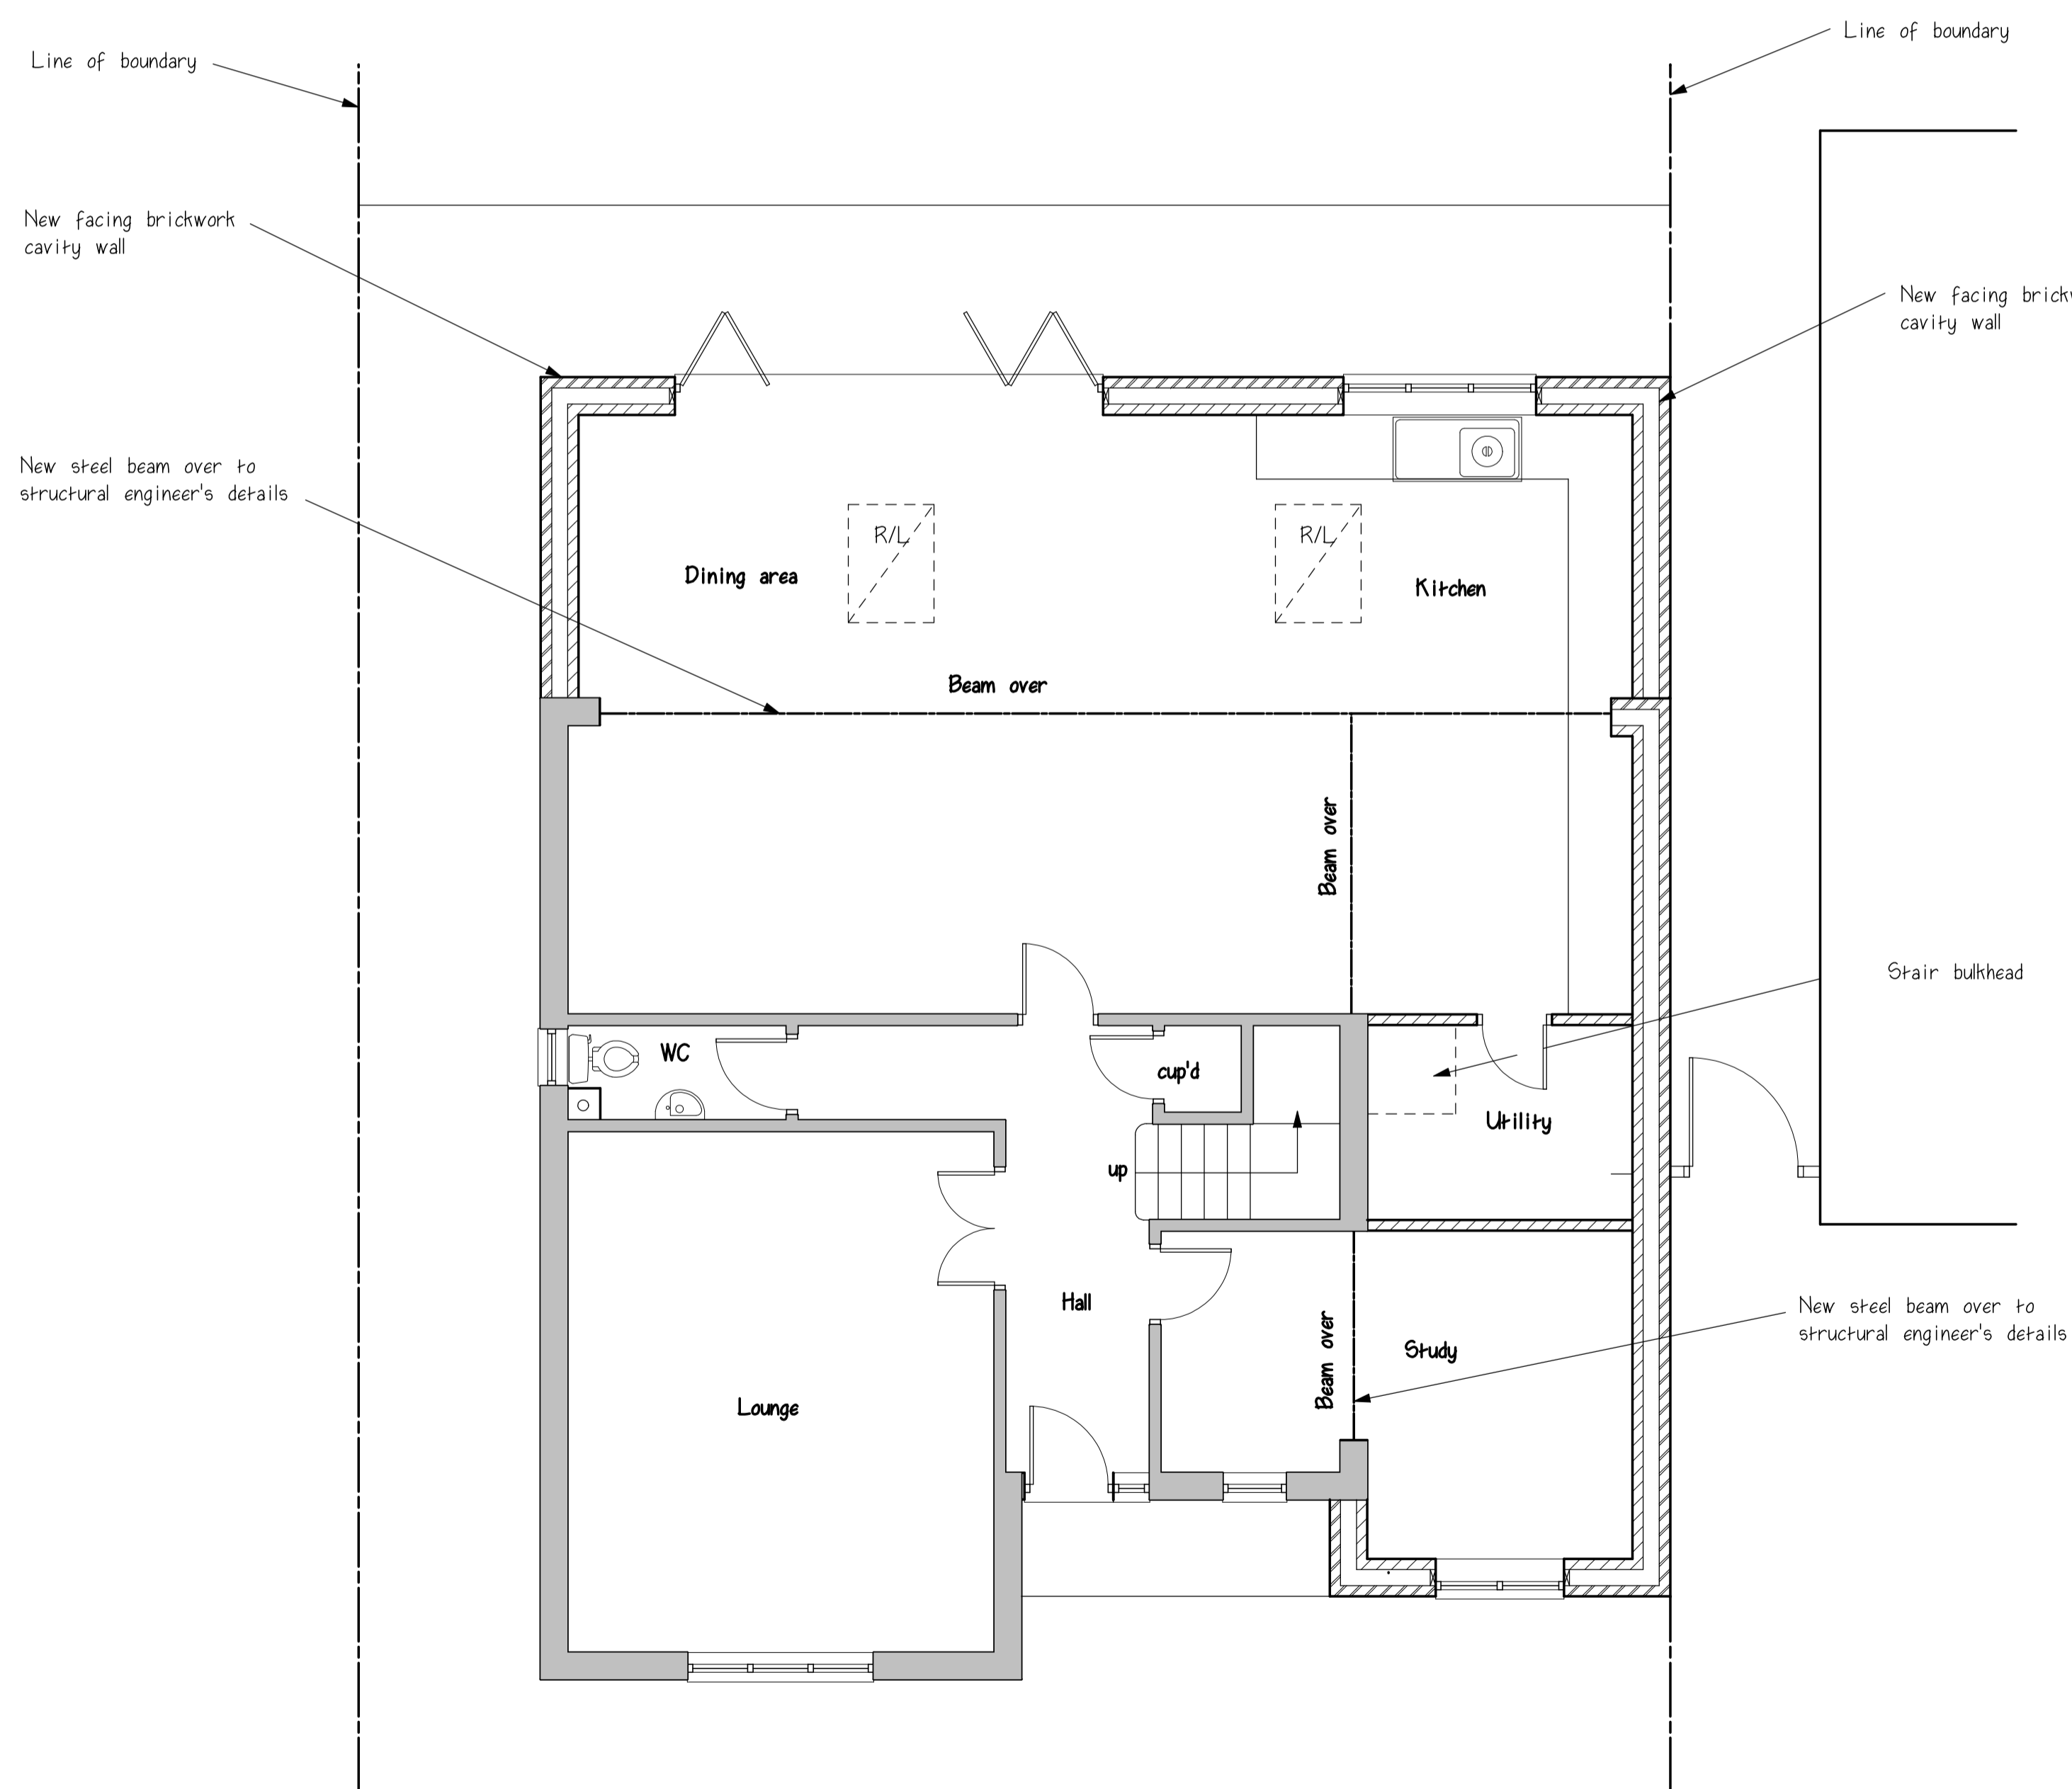 Line of boundary
Line of boundary
New facing brickwork
cavity wall
New facing brickw
cavity wall
New steel beam over to
structural engineer's details
R/L
R/L
Dining area
Kitchen
Beam over
Beam over
Stair bulkhead
WC
cup'd
Utility
up
Hall
Beam over
Study
New steel beam over to
structural engineer's details
Lounge